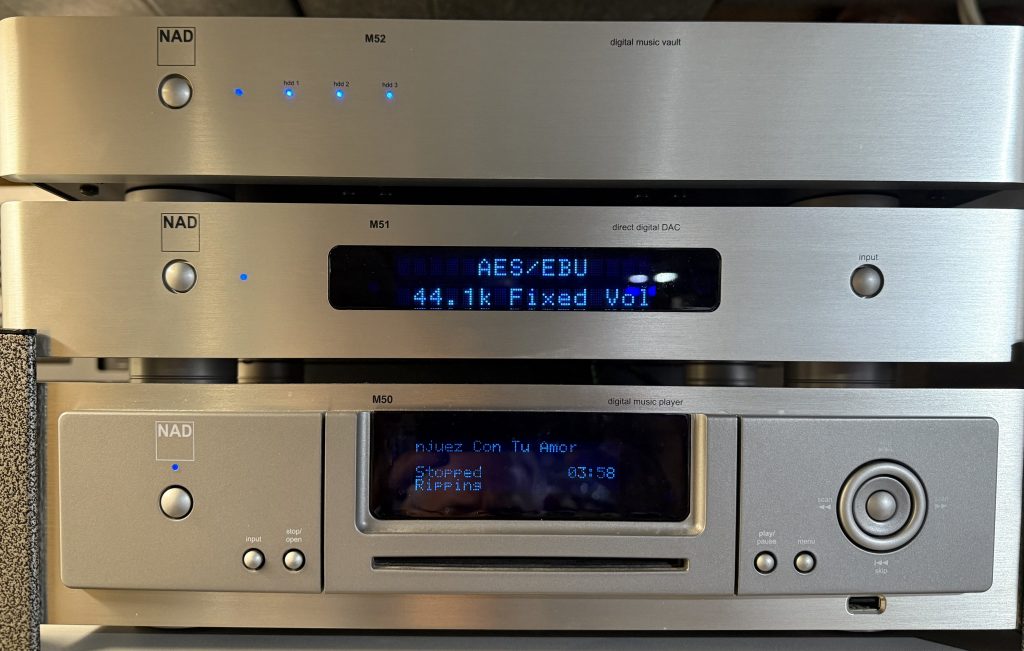 NAD
M52
digital music vault
hdd 1
hdd 2
hdd 3
NAD
M51
direct digital DAC
AES/EBU
44.1k Fixed Vol
input
M50
digital music player
NAD
njuez Con Tu Amor
Stopped 03:58
Ripping
input
stop/
open
play/
pause
menu
scan
scan
skip